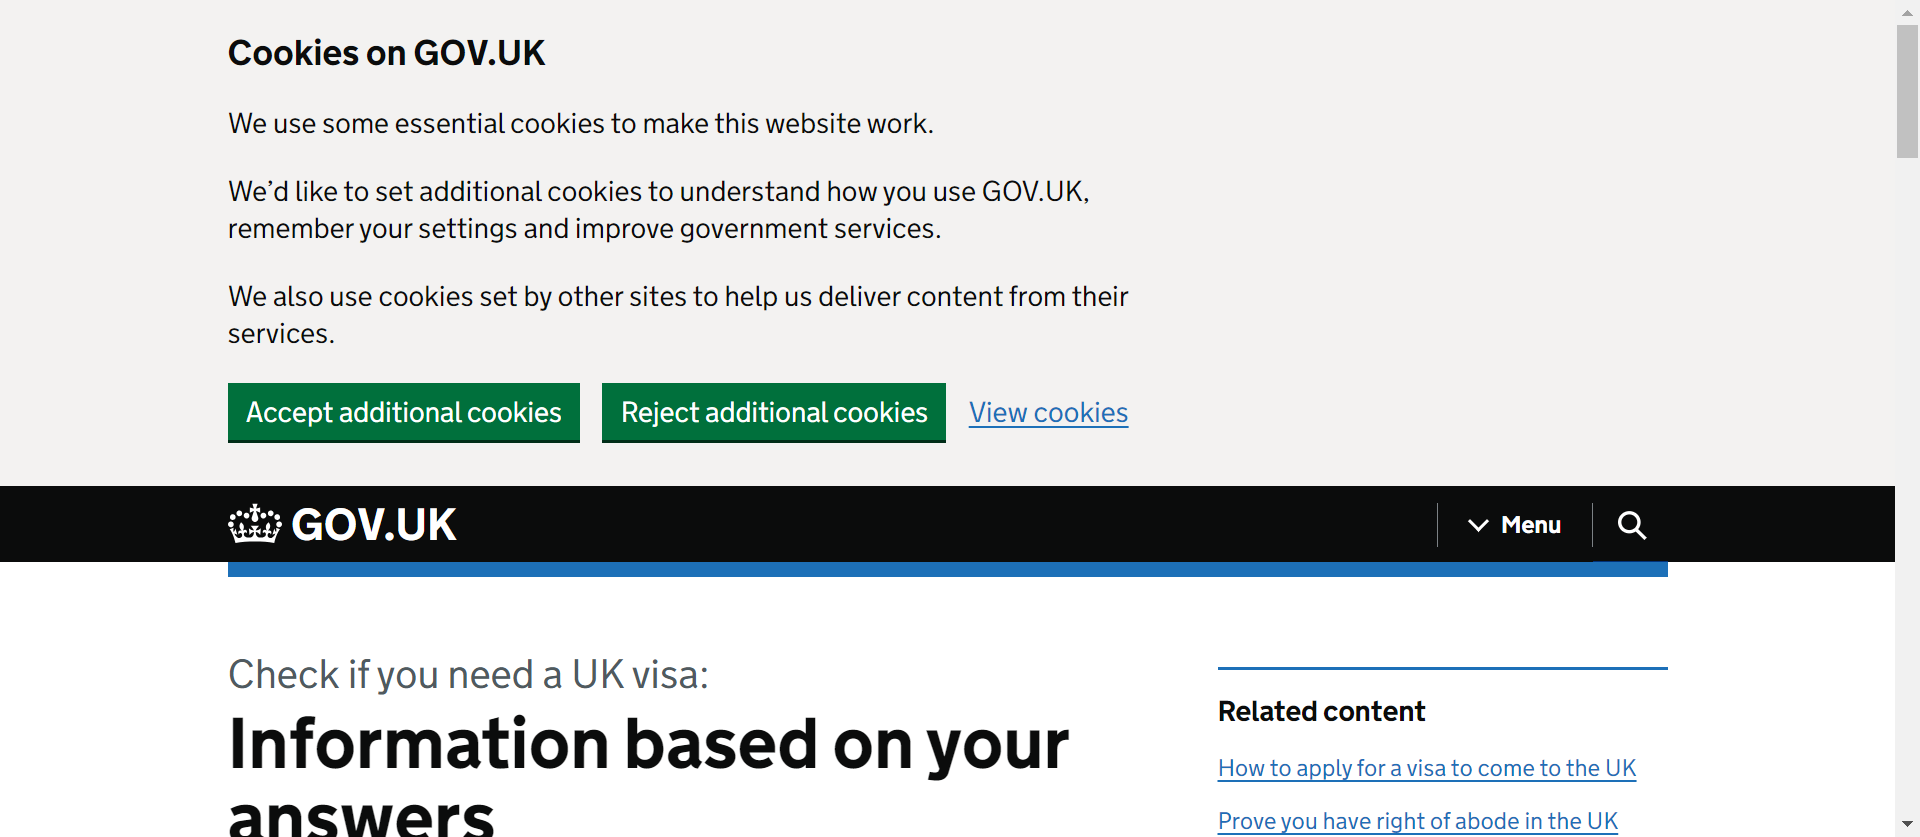 Cookies on GOV.UK
We use some essential cookies to make this website work.
We’d like to set additional cookies to understand how you use GOV.UK,
remember your settings and improve government services.
We also use cookies set by other sites to help us deliver content from their
services.
Accept additional cookies
Reject additional cookies
View cookies
GOV.UK
Menu
Check if you need a UK visa:
Information based on your
answers
Related content
How to apply for a visa to come to the UK
Prove you have right of abode in the UK